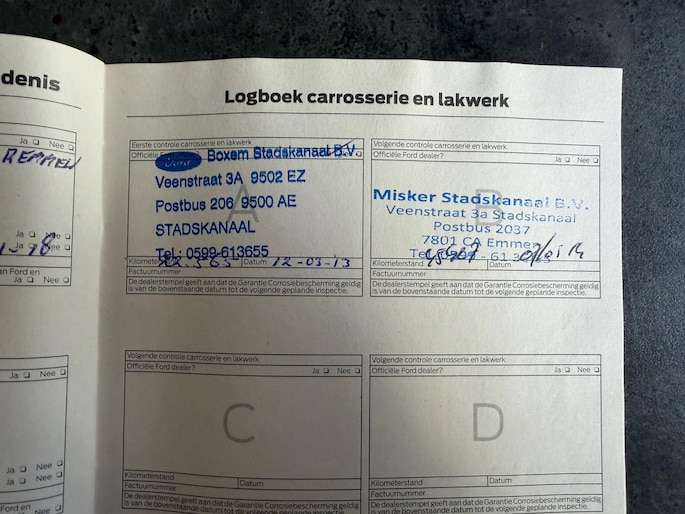 denis
Ja Nee
REMMEN
Ja Nee
Ja Nee
an Ford en
Ja Nee
Ja Nee
Ja Nee
Ford en
Logboek carrosserie en lakwerk
Eerste controle carrosserie en lakwerk
Officiële
Ford
Boxem Stadskanaal B.V.
Veenstraat 3A 9502 EZ
Postbus 206 9500 AE
A
STADSKANAAL
Tel.: 0599-613655
Datum 12-03-13
Factuurnummer
De dealerstempel geeft aan dat de Garantie Corrosiebescherming geldig
is van de bovenstaande datum tot de volgende geplande inspectie.
Volgende controle carrosserie en lakwerk
Officiële Ford dealer? Ja Nee
Misker Stadskanaal B.V.
B
Veenstraat 3a Stadskanaal
Postbus 2037
7801 CA Emmen
Kilometerstand Datum
Factuurnummer
De dealerstempel geeft aan dat de Garantie Corrosiebescherming geldig
is van de bovenstaande datum tot de volgende geplande inspectie.
Volgende controle carrosserie en lakwerk
Officiële Ford dealer? Ja Nee
C
Kilometerstand Datum
Factuurnummer
De dealerstempel geeft aan dat de Garantie Corrosiebescherming geldig
is van de bovenstaande datum tot de volgende geplande inspectie.
Volgende controle carrosserie en lakwerk
Officiële Ford dealer? Ja Nee
D
Kilometerstand Datum
Factuurnummer
De dealerstempel geeft aan dat de Garantie Corrosiebescherming geldig
is van de bovenstaande datum tot de volgende geplande inspectie.